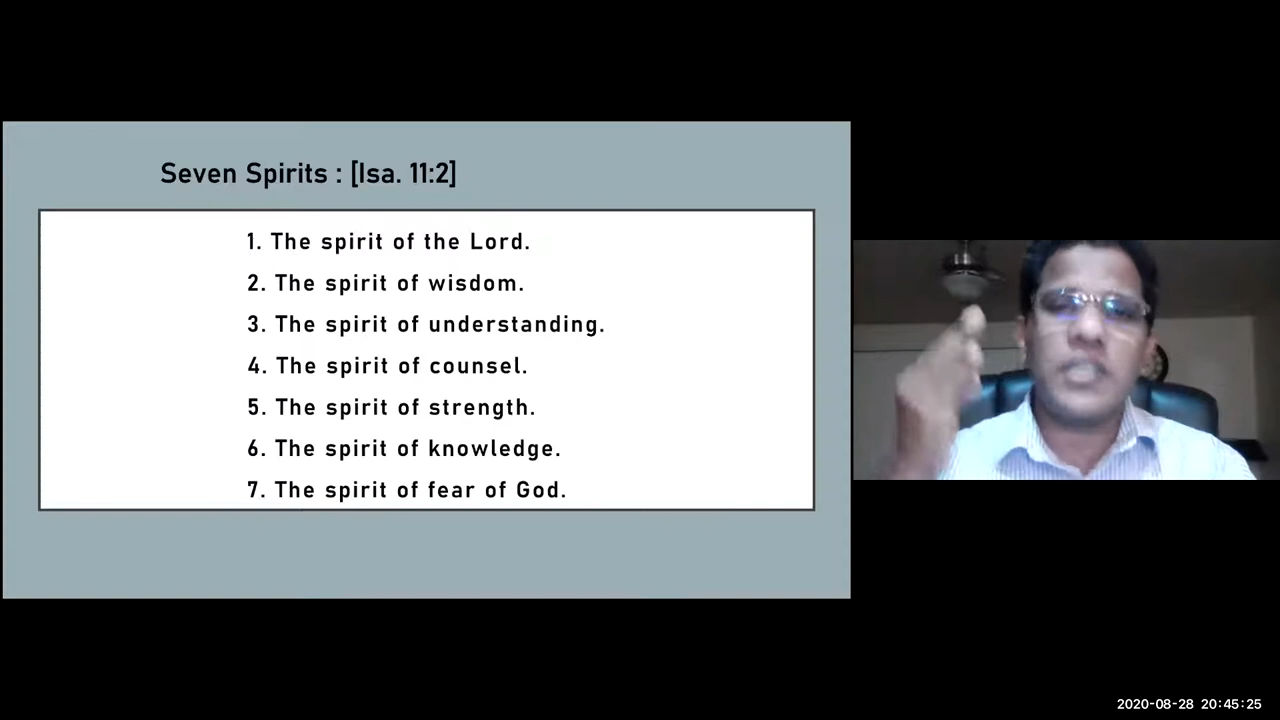 Seven Spirits : [Isa. 11:2]
1. The spirit of the Lord.
2. The spirit of wisdom.
3. The spirit of understanding.
4. The spirit of counsel.
5. The spirit of strength.
6. The spirit of knowledge.
7. The spirit of fear of God.
2020-08-28 20:45:25